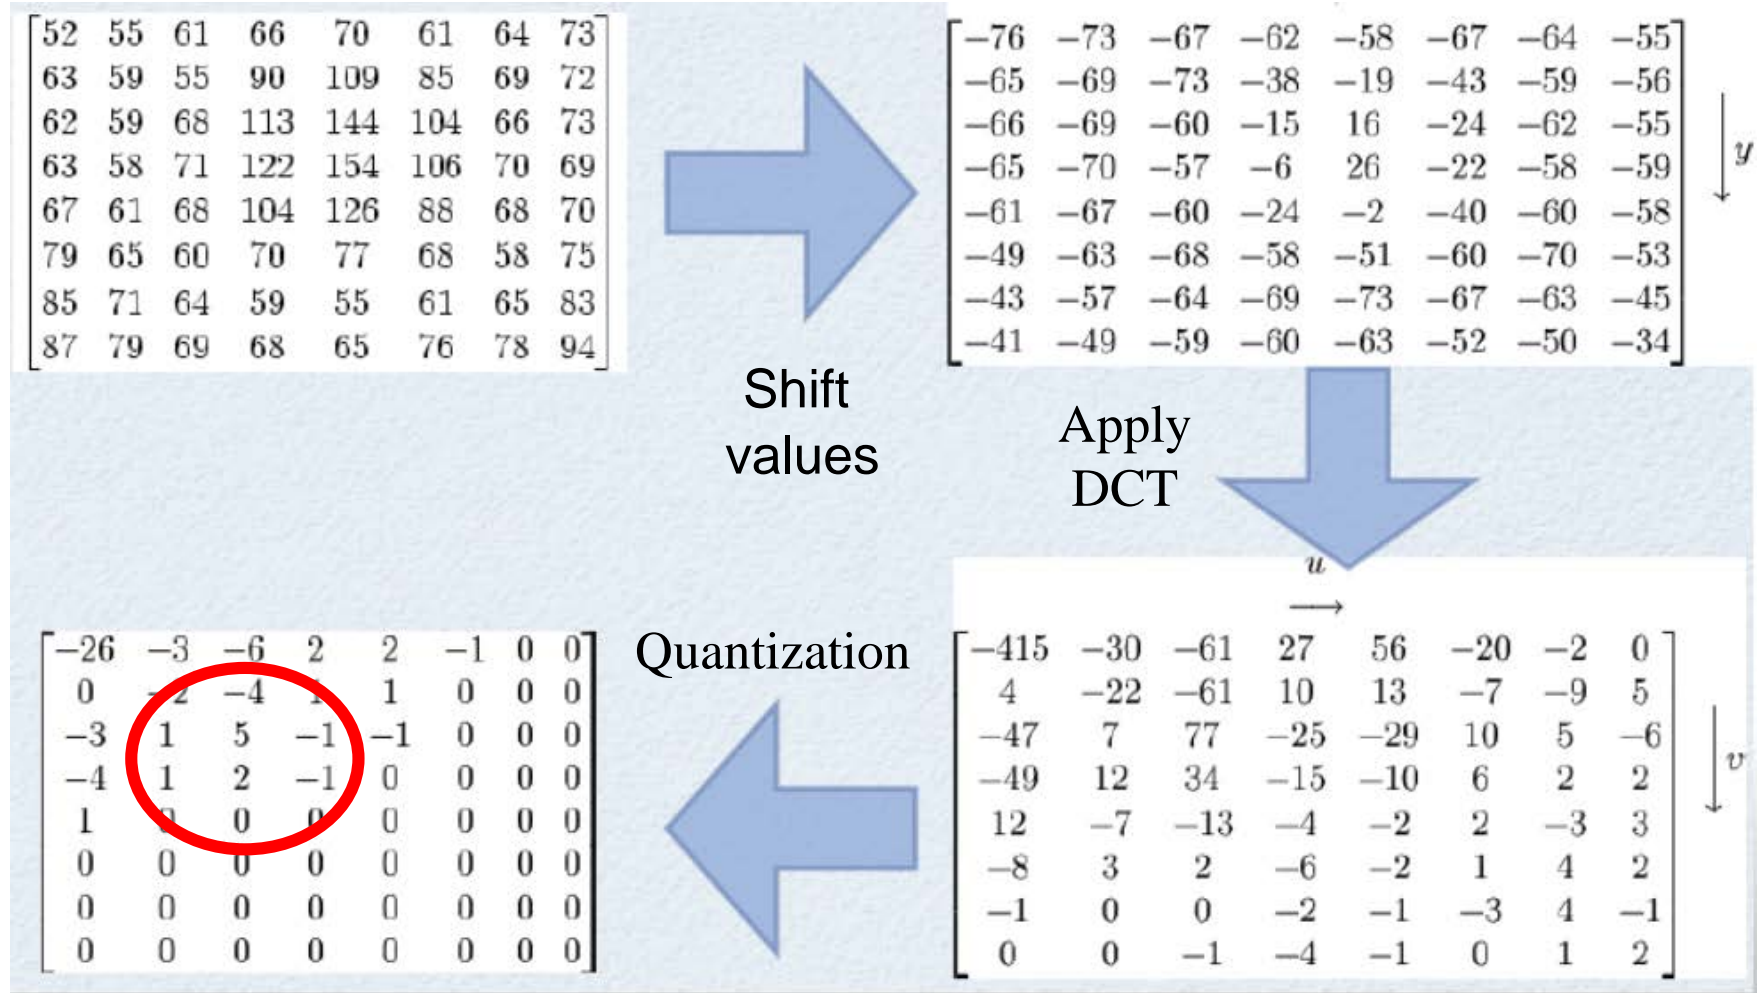 52 55 61 66 70 61 64 73
63 59 55 90 109 85 69 72
62 59 68 113 144 104 66 73
63 58 71 122 154 106 70 69
67 61 68 104 126 88 68 70
79 65 60 70 77 68 58 75
85 71 64 59 55 61 65 83
87 79 69 68 65 76 78 94
Shift
values
−76 −73 −67 −62 −58 −67 −64 −55
−65 −69 −73 −38 −19 −43 −59 −56
−66 −69 −60 −15 16 −24 −62 −55
−65 −70 −57 −6 26 −22 −58 −59
−61 −67 −60 −24 −2 −40 −60 −58
−49 −63 −68 −58 −51 −60 −70 −53
−43 −57 −64 −69 −73 −67 −63 −45
−41 −49 −59 −60 −63 −52 −50 −34
y
Apply
DCT
u
−415 −30 −61 27 56 −20 −2 0
4 −22 −61 10 13 −7 −9 5
−47 7 77 −25 −29 10 5 −6
−49 12 34 −15 −10 6 2 2
12 −7 −13 −4 −2 2 −3 3
−8 3 2 −6 −2 1 4 2
−1 0 0 −2 −1 −3 4 −1
0 0 −1 −4 −1 0 1 2
v
Quantization
−26 −3 −6 2 2 −1 0 0
0 −2 −4 1 1 0 0 0
−3 1 5 −1 −1 0 0 0
−4 1 2 −1 0 0 0 0
1 0 0 0 0 0 0 0
0 0 0 0 0 0 0 0
0 0 0 0 0 0 0 0
0 0 0 0 0 0 0 0